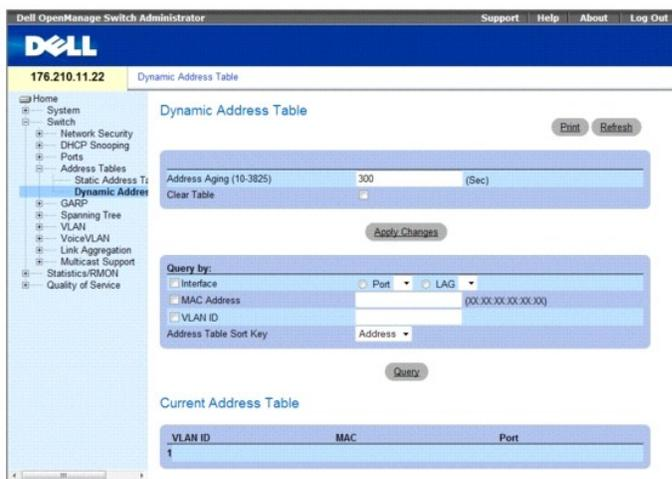 Dell OpenManage Switch Administrator Support Help About Log Out
DELL
176.210.11.22 Dynamic Address Table
Home
System
Switch
Network Security
DHCP Snooping
Ports
Address Tables
Static Address Ta
Dynamic Addres
GARP
Spanning Tree
VLAN
VoiceVLAN
Link Aggregation
Multicast Support
Statistics/RMON
Quality of Service
Dynamic Address Table
Print Refresh
Address Aging (10-3825) 300 (Sec)
Clear Table
Apply Changes
Query by:
Interface Port LAG
MAC Address (XX:XX:XX:XX:XX:XX)
VLAN ID
Address Table Sort Key Address
Query
Current Address Table
VLAN ID MAC Port
1